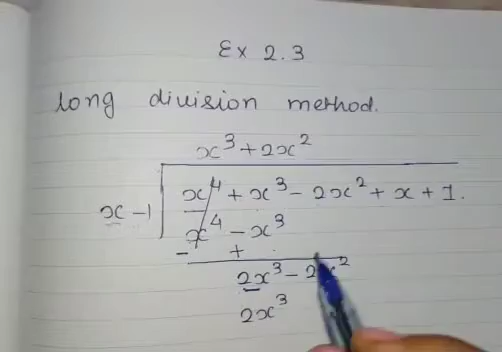 Ex 2.3
long division method.
x³ + 2x²
x - 1 x⁴ + x³ - 2x² + x + 1.
x⁴ - x³
- +
2x³ - 2x²
2x³